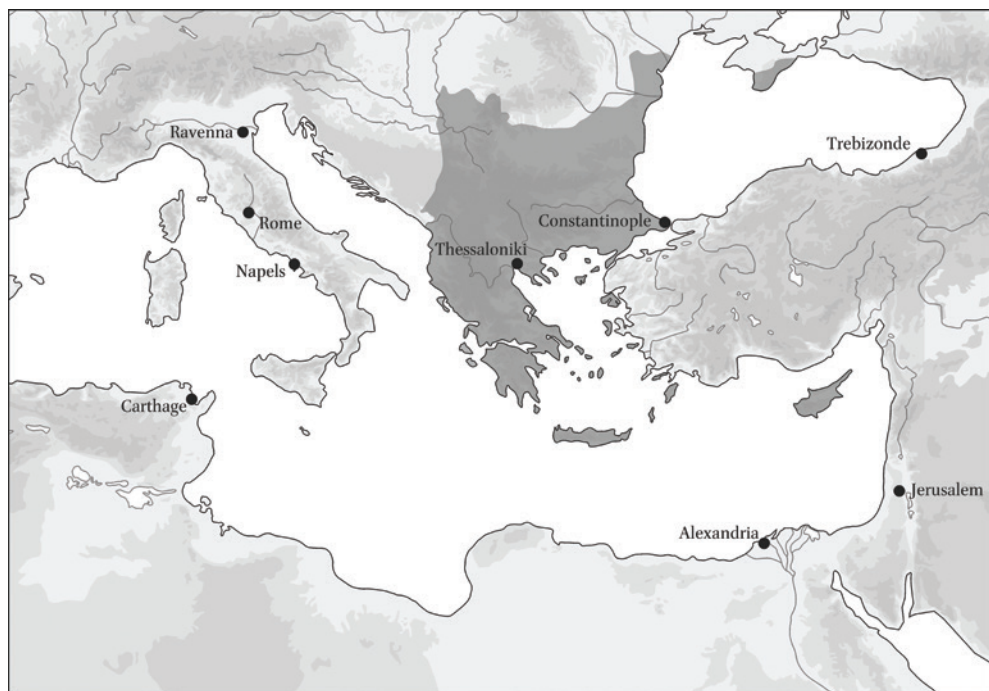 Ravenna
Trebizonde
Rome
Constantinople
Thessaloniki
Napels
Carthage
Jerusalem
Alexandria